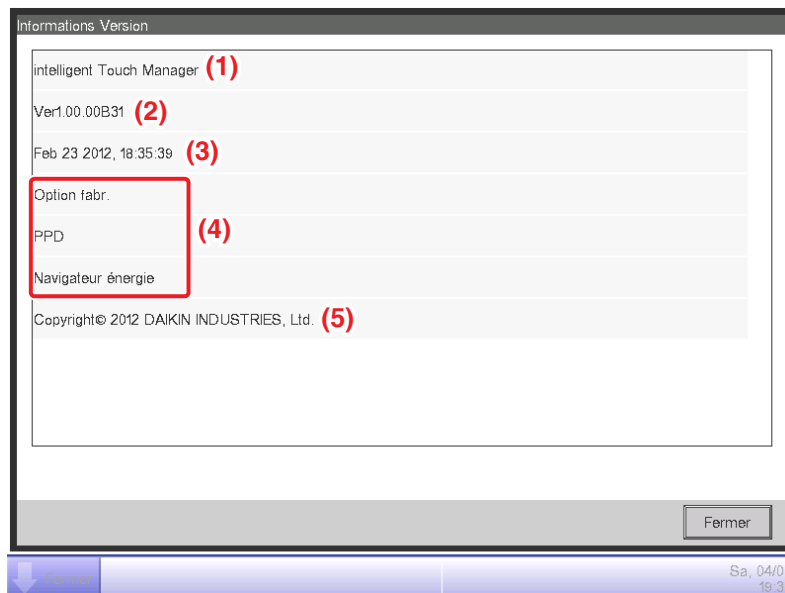 Informations Version
intelligent Touch Manager (1)
Ver1.00.00B31 (2)
Feb 23 2012, 18:35:39 (3)
Option fabr.
PPD (4)
Navigateur énergie
Copyright© 2012 DAIKIN INDUSTRIES, Ltd. (5)
Fermer
Fermer
Sa, 04/0
19:3